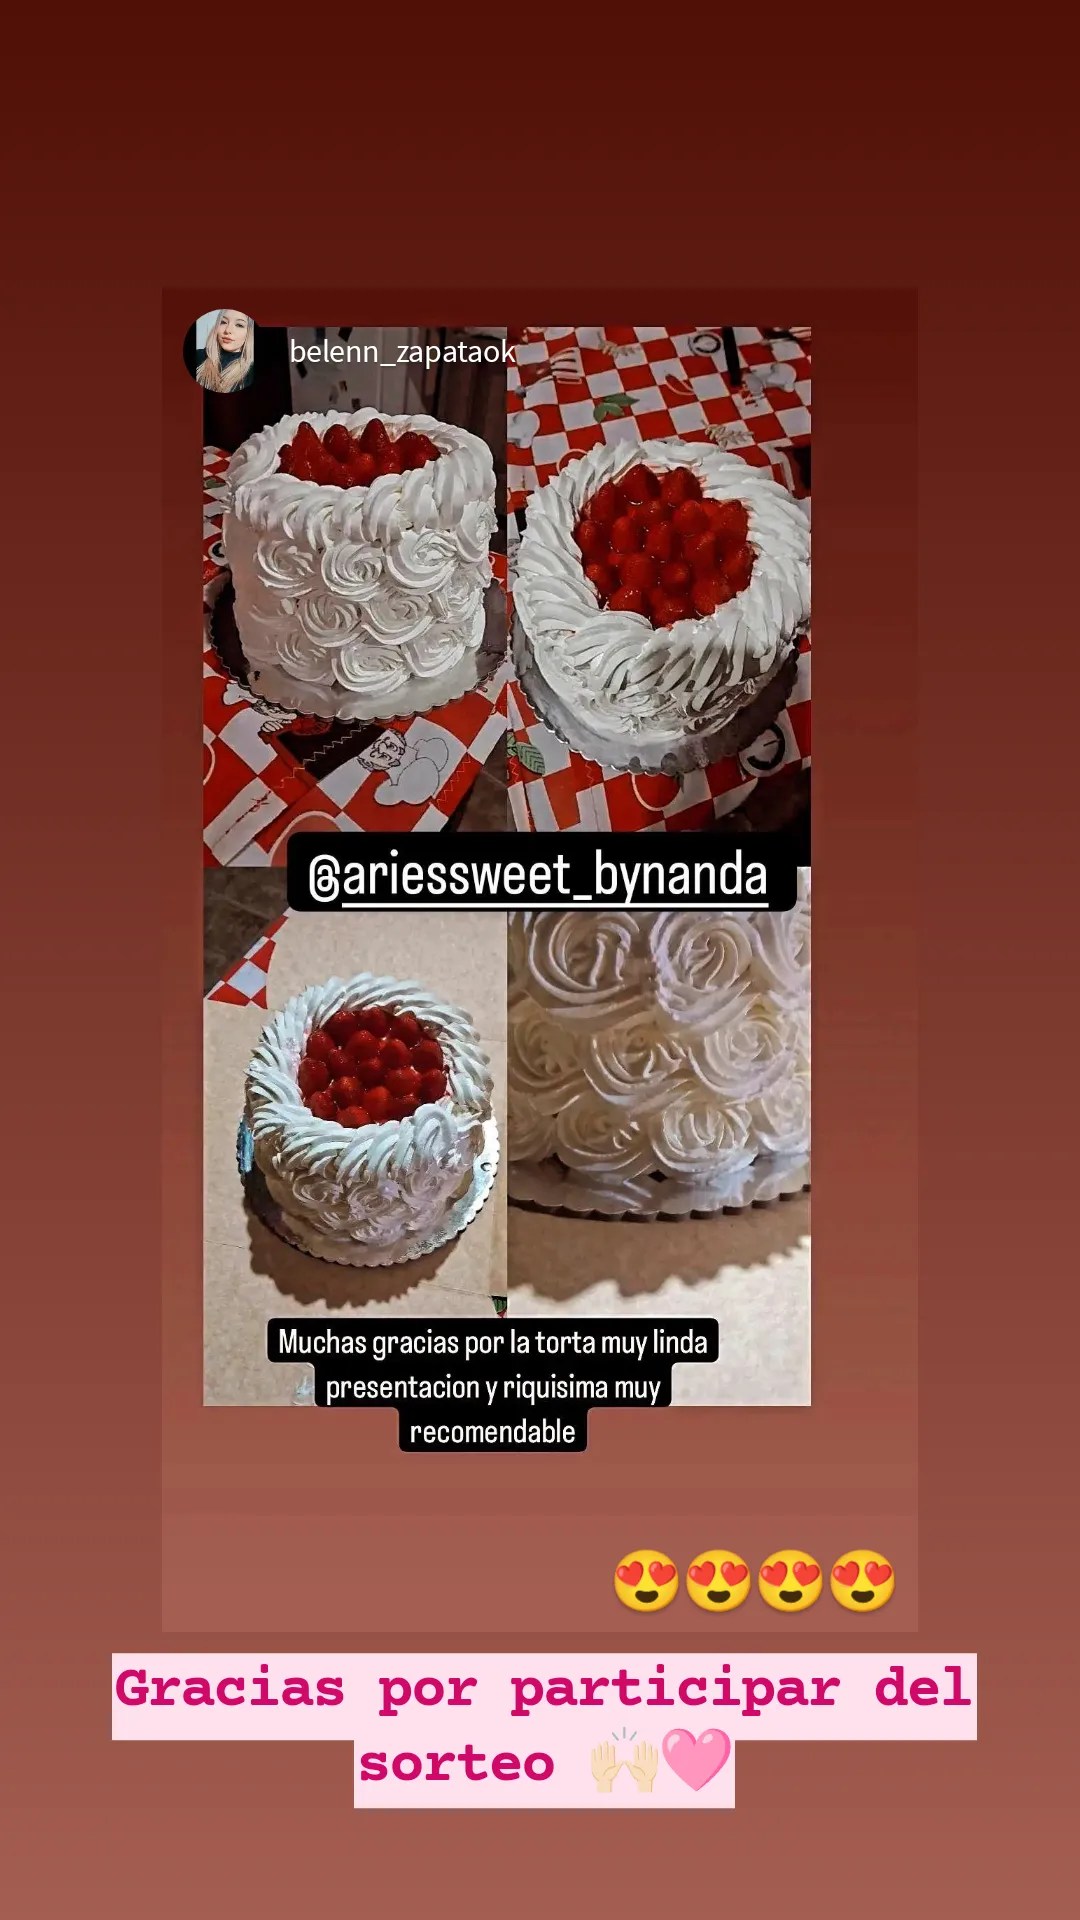 belenn_zapataok
@ariessweet_bynanda
Muchas gracias por la torta muy linda
presentacion y riquisima muy
recomendable
😍😍😍😍
Gracias por participar del
sorteo 🙌🏻🩷